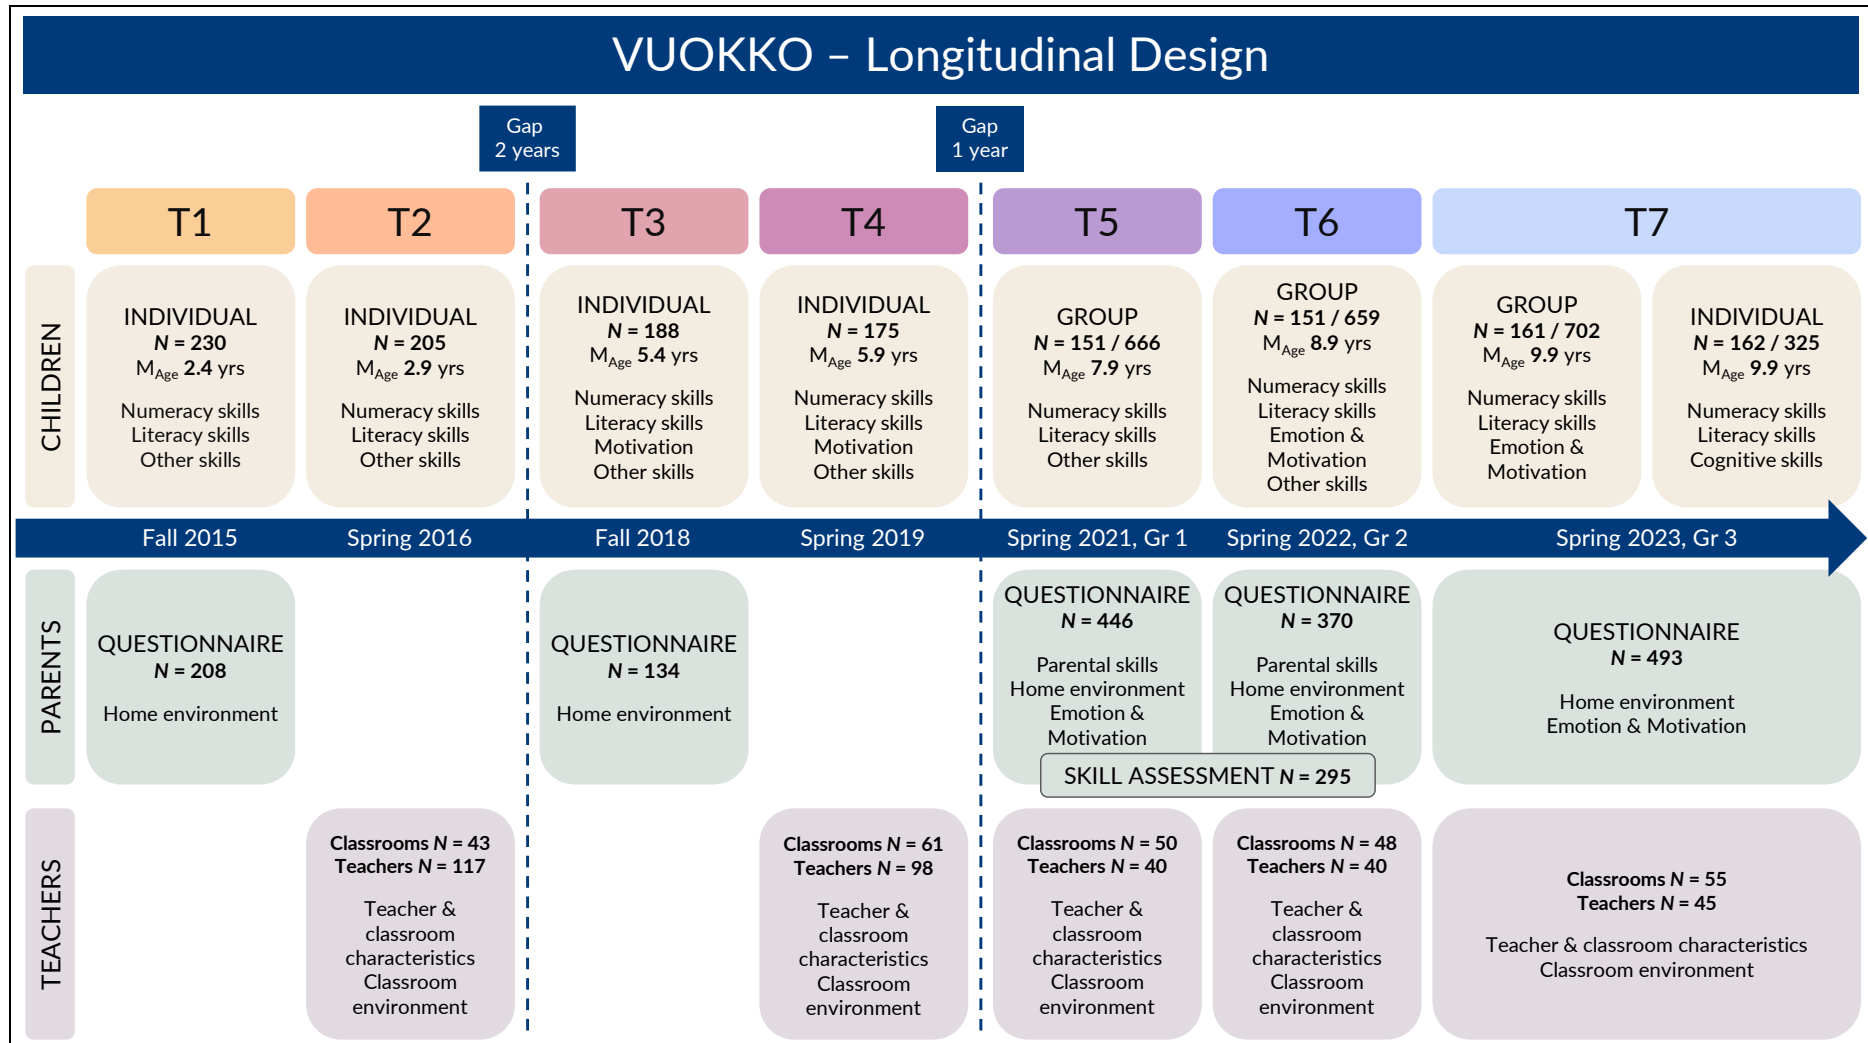 VUOKKO – Longitudinal Design
Gap
2 years
Gap
1 year
T1
T2
T3
T4
T5
T6
T7
CHILDREN
INDIVIDUAL
N = 230
MAge 2.4 yrs
Numeracy skills
Literacy skills
Other skills
INDIVIDUAL
N = 205
MAge 2.9 yrs
Numeracy skills
Literacy skills
Other skills
INDIVIDUAL
N = 188
MAge 5.4 yrs
Numeracy skills
Literacy skills
Motivation
Other skills
INDIVIDUAL
N = 175
MAge 5.9 yrs
Numeracy skills
Literacy skills
Motivation
Other skills
GROUP
N = 151 / 666
MAge 7.9 yrs
Numeracy skills
Literacy skills
Other skills
GROUP
N = 151 / 659
MAge 8.9 yrs
Numeracy skills
Literacy skills
Emotion &
Motivation
Other skills
GROUP
N = 161 / 702
MAge 9.9 yrs
Numeracy skills
Literacy skills
Emotion &
Motivation
INDIVIDUAL
N = 162 / 325
MAge 9.9 yrs
Numeracy skills
Literacy skills
Cognitive skills
Fall 2015
Spring 2016
Fall 2018
Spring 2019
Spring 2021, Gr 1
Spring 2022, Gr 2
Spring 2023, Gr 3
PARENTS
QUESTIONNAIRE
N = 208
Home environment
QUESTIONNAIRE
N = 134
Home environment
QUESTIONNAIRE
N = 446
Parental skills
Home environment
Emotion &
Motivation
QUESTIONNAIRE
N = 370
Parental skills
Home environment
Emotion &
Motivation
SKILL ASSESSMENT N = 295
QUESTIONNAIRE
N = 493
Home environment
Emotion & Motivation
TEACHERS
Classrooms N = 43
Teachers N = 117
Teacher &
classroom
characteristics
Classroom
environment
Classrooms N = 61
Teachers N = 98
Teacher &
classroom
characteristics
Classroom
environment
Classrooms N = 50
Teachers N = 40
Teacher &
classroom
characteristics
Classroom
environment
Classrooms N = 48
Teachers N = 40
Teacher &
classroom
characteristics
Classroom
environment
Classrooms N = 55
Teachers N = 45
Teacher & classroom characteristics
Classroom environment